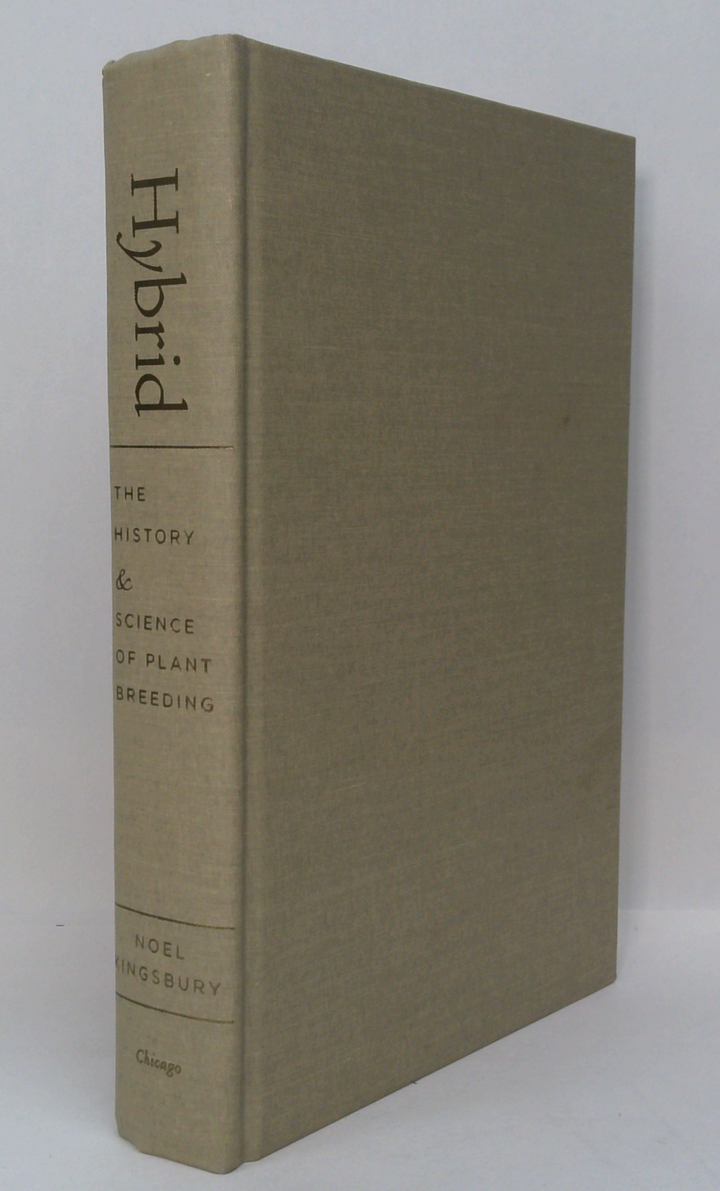 Hybrid
THE
HISTORY
&
SCIENCE
OF PLANT
BREEDING
NOEL
KINGSBURY
Chicago